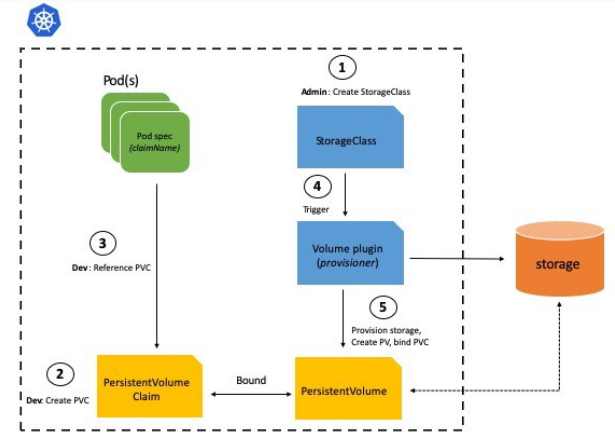 1
Admin: Create StorageClass
Pod(s)
Pod spec
(claimName)
StorageClass
4
Trigger
3
Dev: Reference PVC
Volume plugin
(provisioner)
storage
5
Provision storage,
Create PV, bind PVC
2
Dev: Create PVC
PersistentVolume
Claim
Bound
PersistentVolume